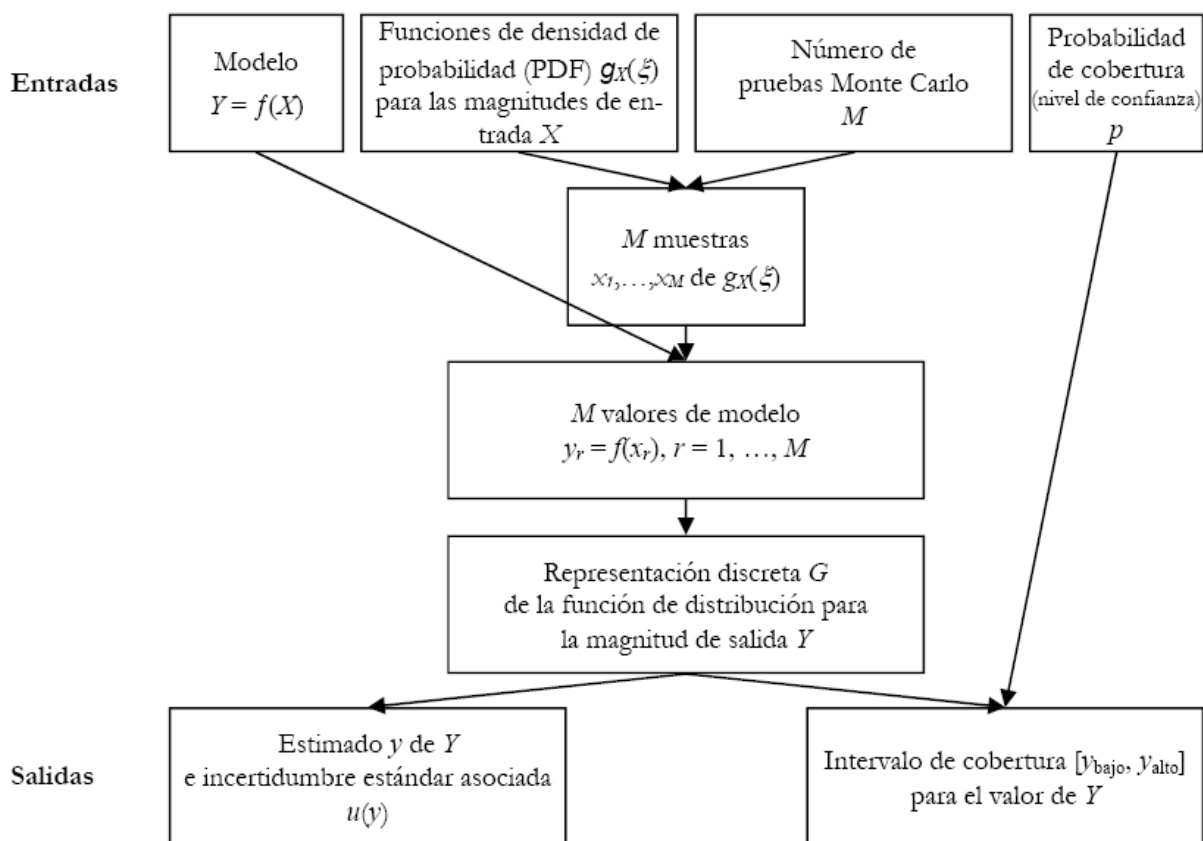 Entradas
Modelo
Y = f(X)
Funciones de densidad de
probabilidad (PDF) gX(ξ)
para las magnitudes de en-
trada X
Número de
pruebas Monte Carlo
M
Probabilidad
de cobertura
(nivel de confianza)
p
M muestras
x1,…,xM de gX(ξ)
M valores de modelo
yr = f(xr), r = 1, …, M
Representación discreta G
de la función de distribución para
la magnitud de salida Y
Salidas
Estimado y de Y
e incertidumbre estándar asociada
u(y)
Intervalo de cobertura [ybajo, yalto]
para el valor de Y